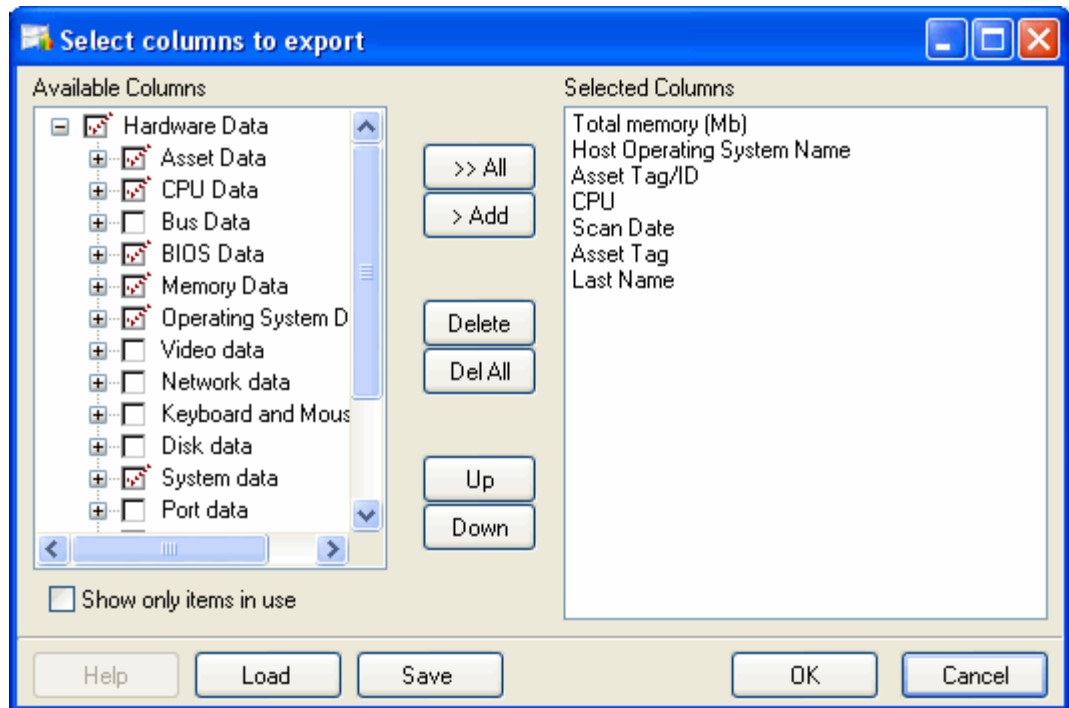 Select columns to export
Available Columns
Hardware Data
Asset Data
CPU Data
Bus Data
BIOS Data
Memory Data
Operating System D
Video data
Network data
Keyboard and Mous
Disk data
System data
Port data
Show only items in use
>> All
> Add
Delete
Del All
Up
Down
Selected Columns
Total memory (Mb)
Host Operating System Name
Asset Tag/ID
CPU
Scan Date
Asset Tag
Last Name
Help
Load
Save
OK
Cancel